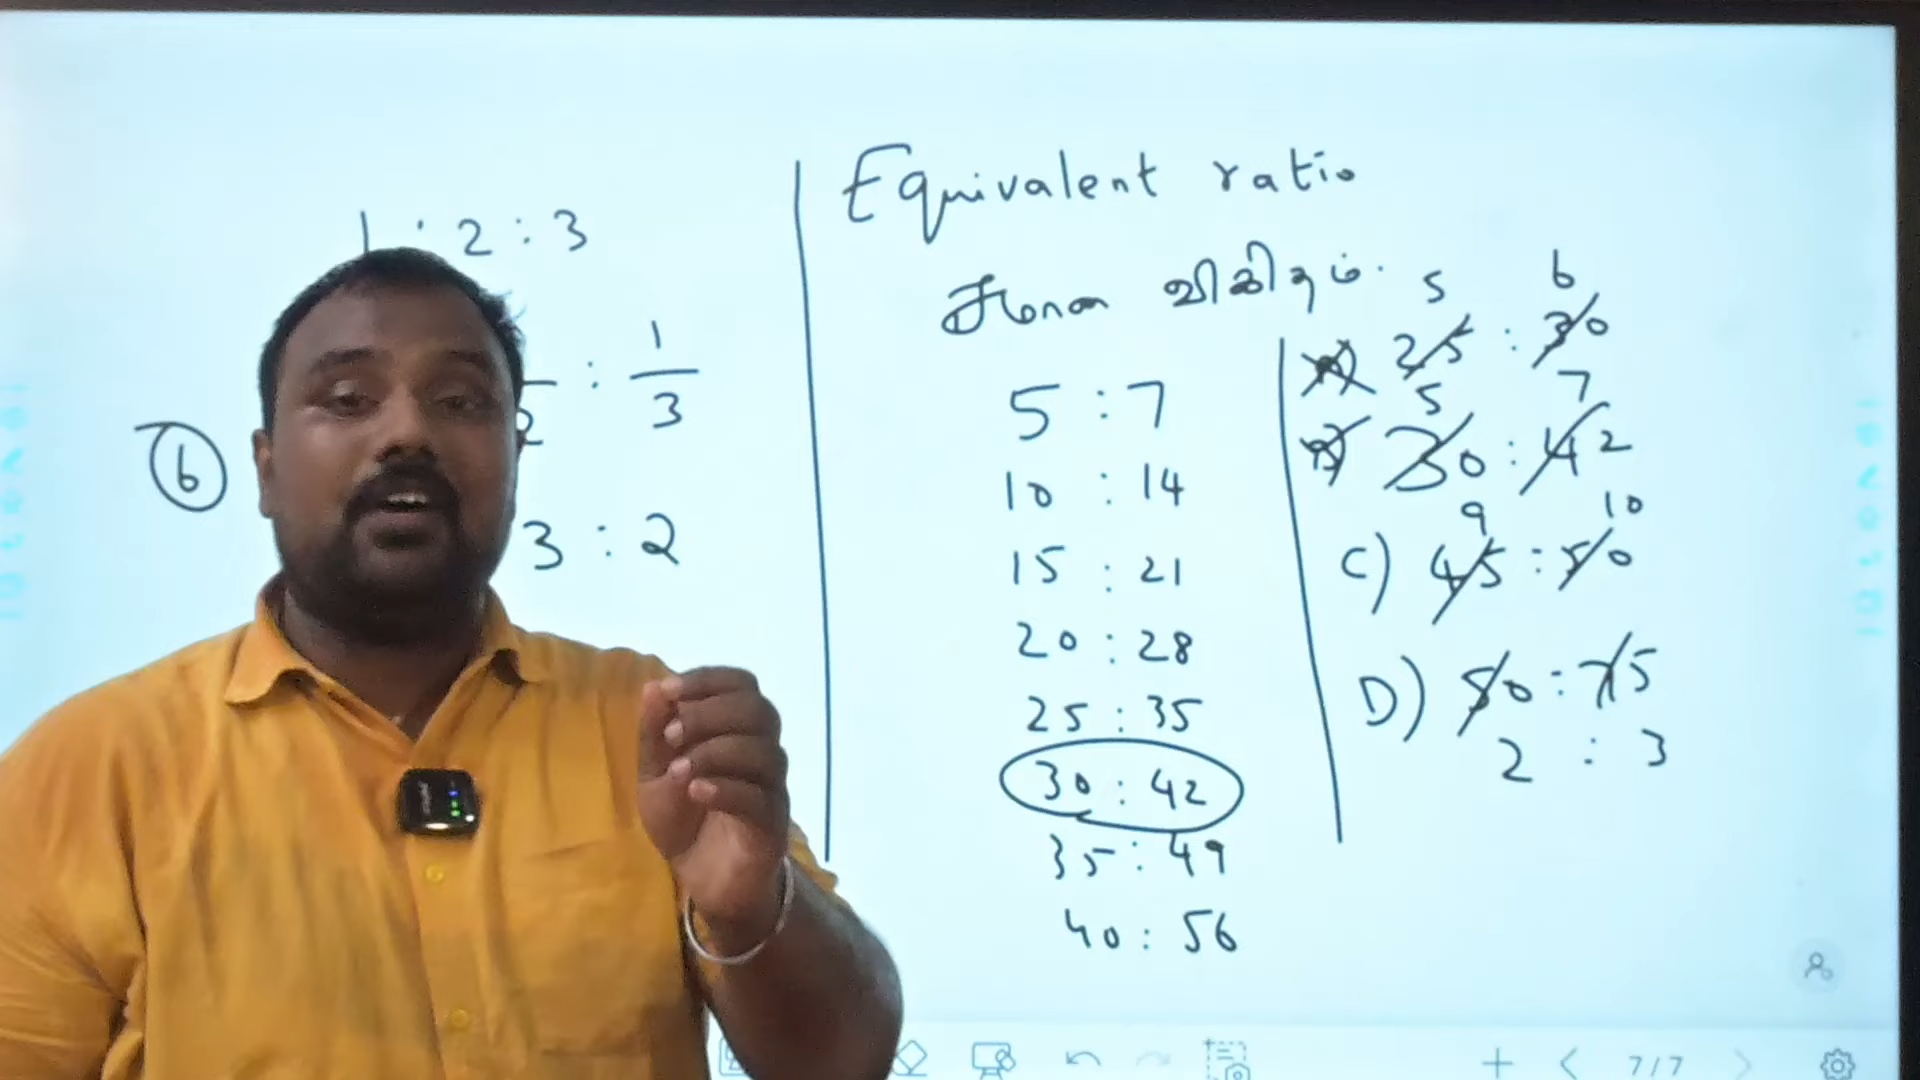 1 : 2 : 3
2 : 1/3
6
3 : 2
Equivalent ratio
சமான விகிதம்.
5 : 7
10 : 14
15 : 21
20 : 28
25 : 35
30 : 42
35 : 49
40 : 56
5 6
A) 25 : 30
5 7
B) 30 : 42
9 10
C) 45 : 50
D) 50 : 75
2 : 3
7/7